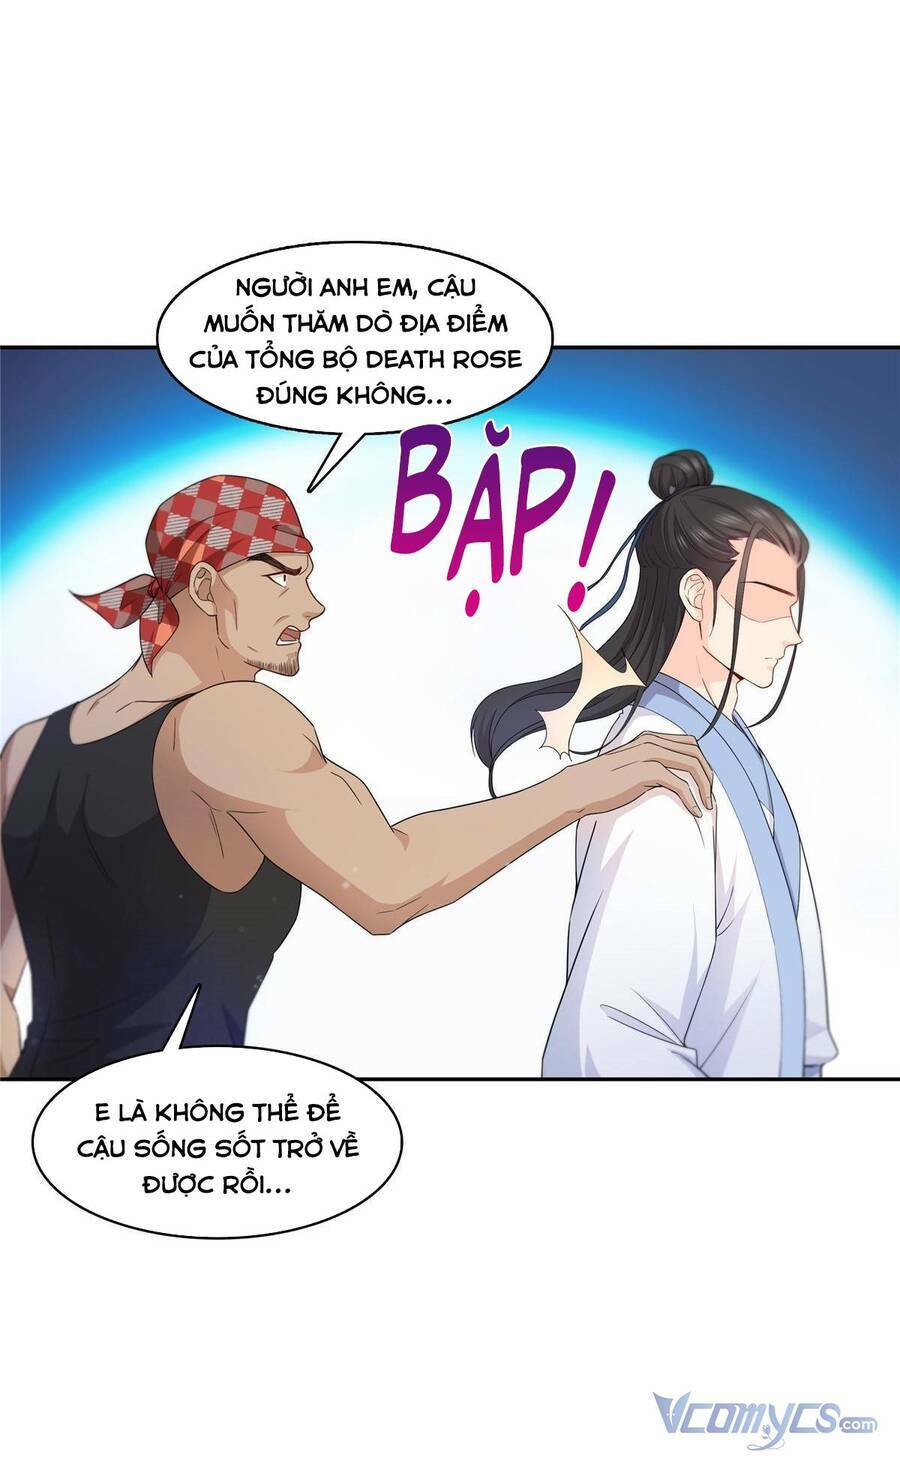 NGƯỜI ANH EM, CẬU
MUỐN THĂM DÒ ĐỊA ĐIỂM
CỦA TỔNG BỘ DEATH ROSE
ĐÚNG KHÔNG...
BẶP!
E LÀ KHÔNG THỂ ĐỂ
CẬU SỐNG SÓT TRỞ VỀ
ĐƯỢC RỒI...
VCOMYCS.com